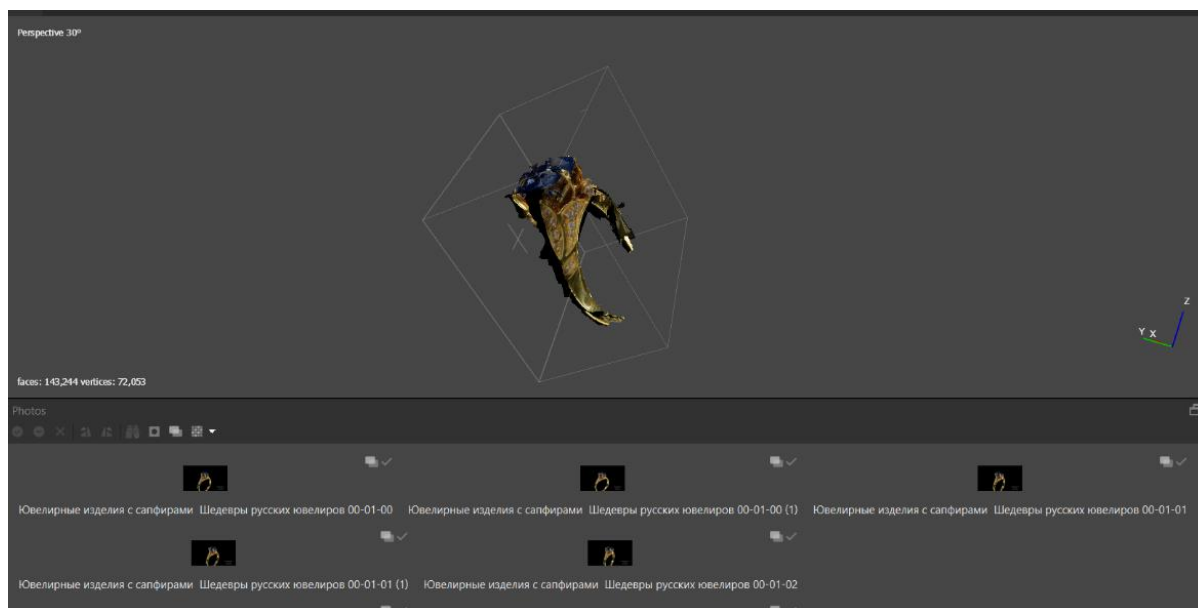 Perspective 30°
Z
Y X
faces: 143,244 vertices: 72,053
Photos
Ювелирные изделия с сапфирами Шедевры русских ювелиров 00-01-00
Ювелирные изделия с сапфирами Шедевры русских ювелиров 00-01-00 (1)
Ювелирные изделия с сапфирами Шедевры русских ювелиров 00-01-01
Ювелирные изделия с сапфирами Шедевры русских ювелиров 00-01-01 (1)
Ювелирные изделия с сапфирами Шедевры русских ювелиров 00-01-02